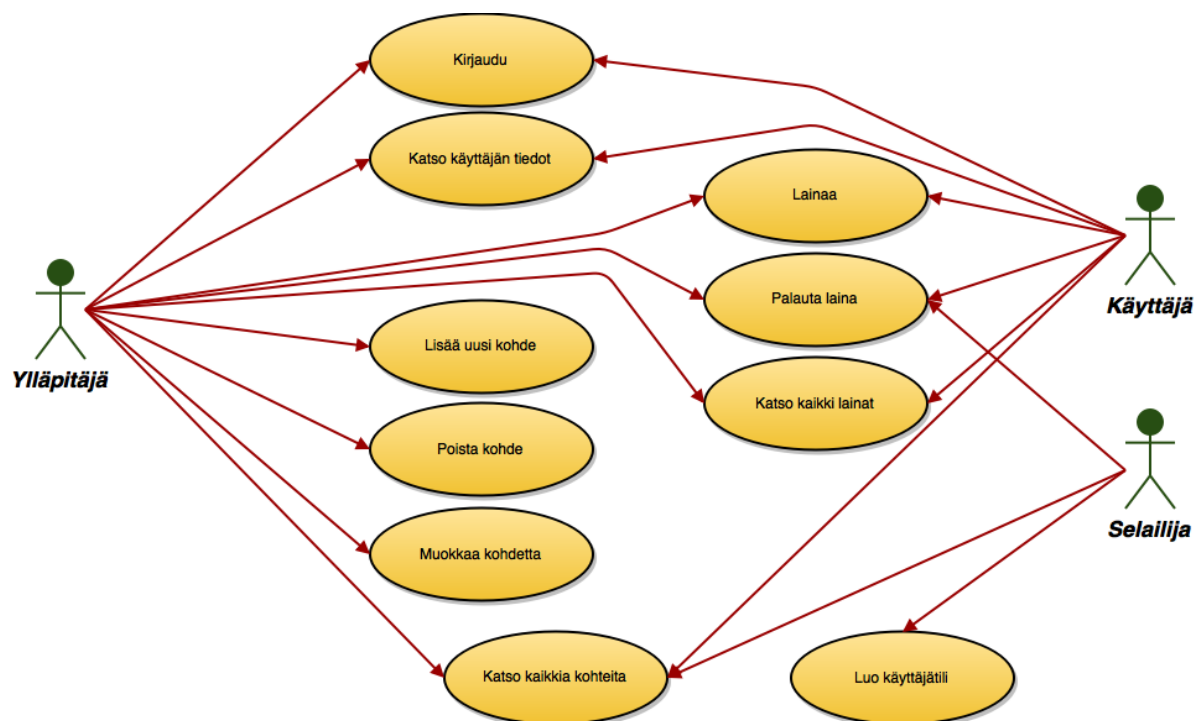 Kirjaudu
Katso käyttäjän tiedot
Lainaa
Palauta laina
Käyttäjä
Lisää uusi kohde
Ylläpitäjä
Katso kaikki lainat
Poista kohde
Selailija
Muokkaa kohdetta
Katso kaikkia kohteita
Luo käyttäjätili